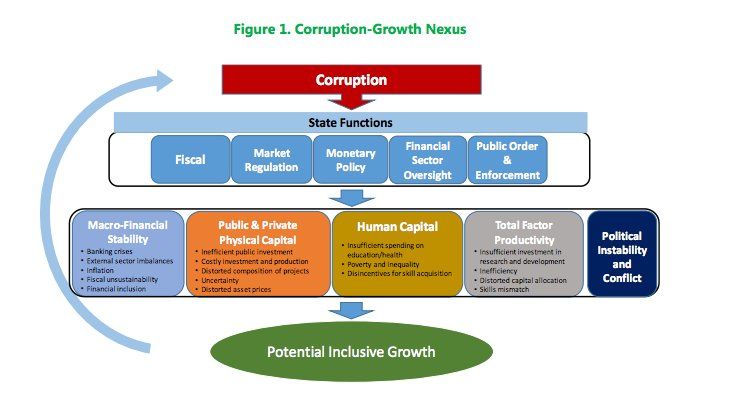 Figure 1. Corruption-Growth Nexus
Corruption
State Functions
Fiscal
Market
Regulation
Monetary
Policy
Financial
Sector
Oversight
Public Order
&
Enforcement
Macro-Financial
Stability
• Banking crises
• External sector imbalances
• Inflation
• Fiscal unsustainability
• Financial inclusion
Public & Private
Physical Capital
• Inefficient public investment
• Costly investment and production
• Distorted composition of projects
• Uncertainty
• Distorted asset prices
Human Capital
• Insufficient spending on
education/health
• Poverty and inequality
• Disincentives for skill acquisition
Total Factor
Productivity
• Insufficient investment in
research and development
• Inefficiency
• Distorted capital allocation
• Skills mismatch
Political
Instability
and
Conflict
Potential Inclusive Growth